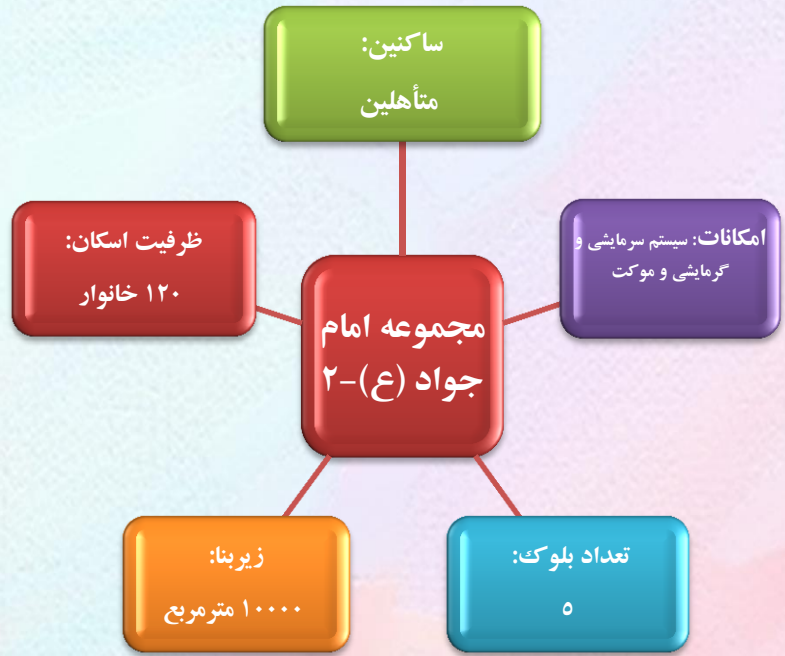 ساکنین:
متأهلین
امکانات: سیستم سرمایشی و
گرمایشی و موکت
ظرفیت اسکان:
۱۲۰ خانوار
مجموعه امام
جواد (ع)-۲
تعداد بلوک:
۵
زیربنا:
۱۰۰۰۰ مترمربع